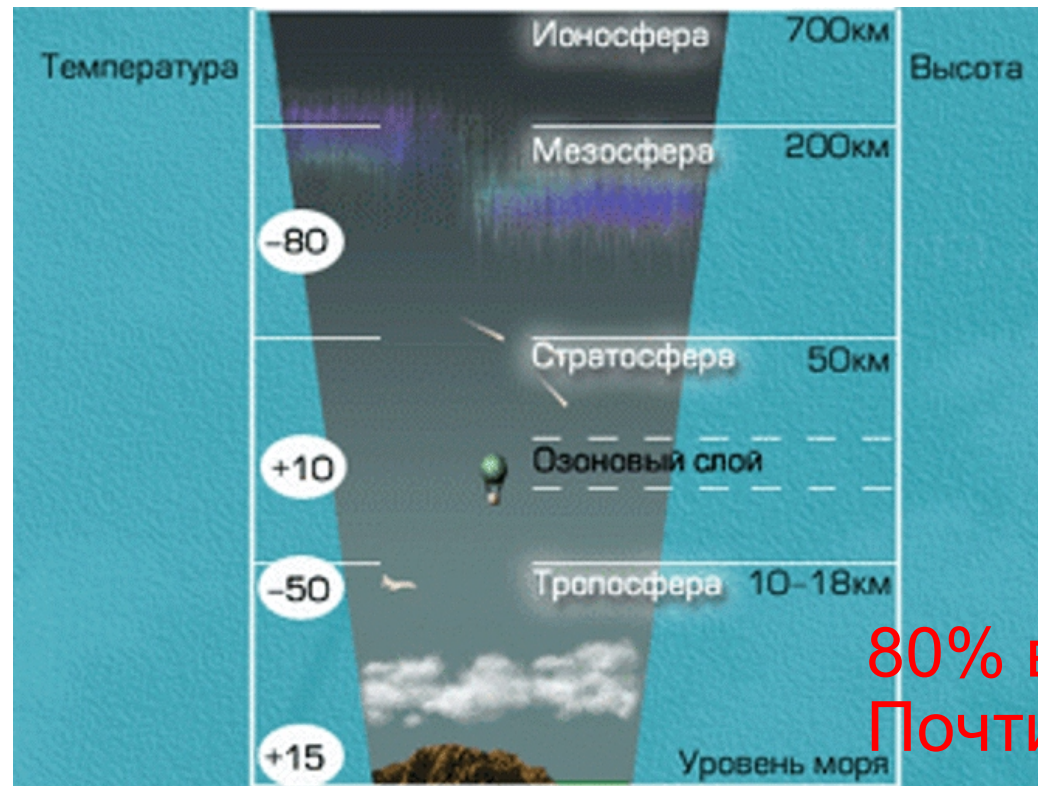 Ионосфера 700км
Температура Высота
Мезосфера 200км
-80
Стратосфера 50км
+10 Озоновый слой
-50 Тропосфера 10-18км
80%
Почти
+15 Уровень моря